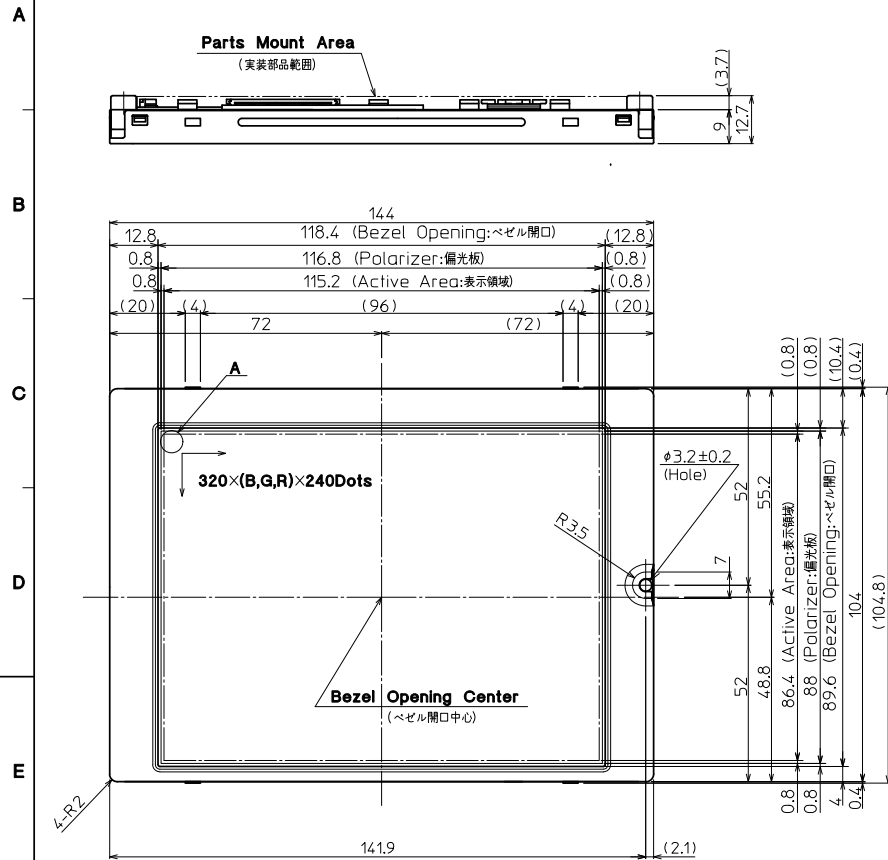 A
Parts Mount Area
(実装部品範囲)
(3.7)
9
12.7
B
144
12.8
118.4 (Bezel Opening:ベゼル開口)
(12.8)
0.8
116.8 (Polarizer:偏光板)
(0.8)
0.8
115.2 (Active Area:表示領域)
(0.8)
(20)
(4)
(96)
(4)
(20)
72
(72)
(0.8)
(0.8)
(10.4)
(0.4)
C
A
320×(B,G,R)×240Dots
φ3.2±0.2
(Hole)
R3.5
52
55.2
7
D
86.4 (Active Area:表示領域)
88 (Polarizer:偏光板)
89.6 (Bezel Opening:ベゼル開口)
104
(104.8)
52
48.8
Bezel Opening Center
(ベゼル開口中心)
E
4-R2
0.8
0.8
4
0.4
141.9
(2.1)